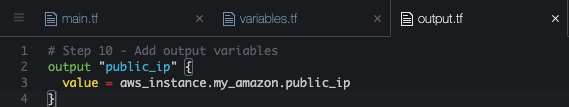 main.tf variables.tf output.tf
1 # Step 10 - Add output variables
2 output "public_ip" {
3 value = aws_instance.my_amazon.public_ip
4 }